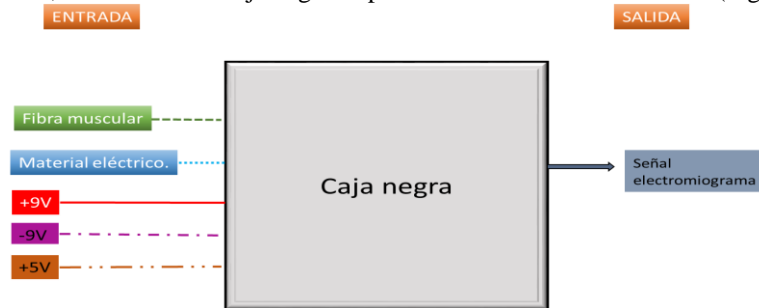 ENTRADA
SALIDA
Fibra muscular
Material eléctrico.
+9V
-9V
+5V
Caja negra
Señal
electromiograma